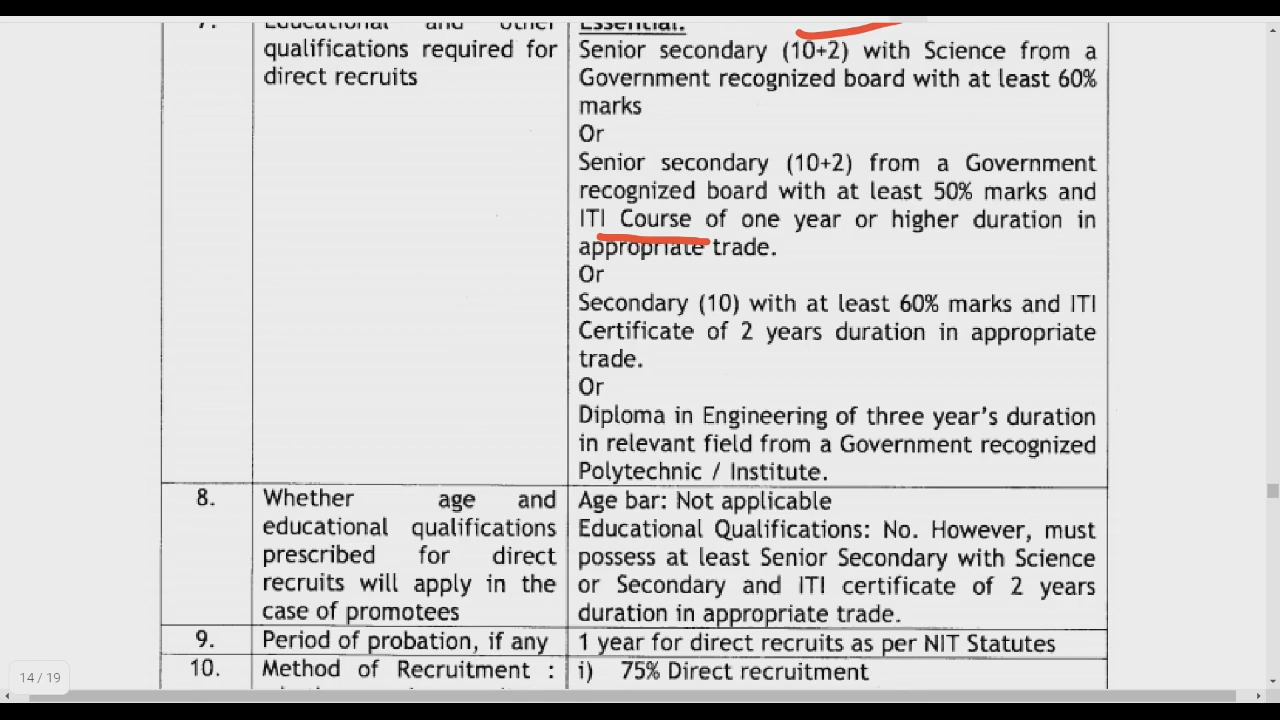 7. Educational and other
qualifications required for
direct recruits
Essential:
Senior secondary (10+2) with Science from a
Government recognized board with at least 60%
marks
Or
Senior secondary (10+2) from a Government
recognized board with at least 50% marks and
ITI Course of one year or higher duration in
appropriate trade.
Or
Secondary (10) with at least 60% marks and ITI
Certificate of 2 years duration in appropriate
trade.
Or
Diploma in Engineering of three year's duration
in relevant field from a Government recognized
Polytechnic / Institute.
8. Whether age and
educational qualifications
prescribed for direct
recruits will apply in the
case of promotees
Age bar: Not applicable
Educational Qualifications: No. However, must
possess at least Senior Secondary with Science
or Secondary and ITI certificate of 2 years
duration in appropriate trade.
9. Period of probation, if any
1 year for direct recruits as per NIT Statutes
10. Method of Recruitment :
i) 75% Direct recruitment
14 / 19